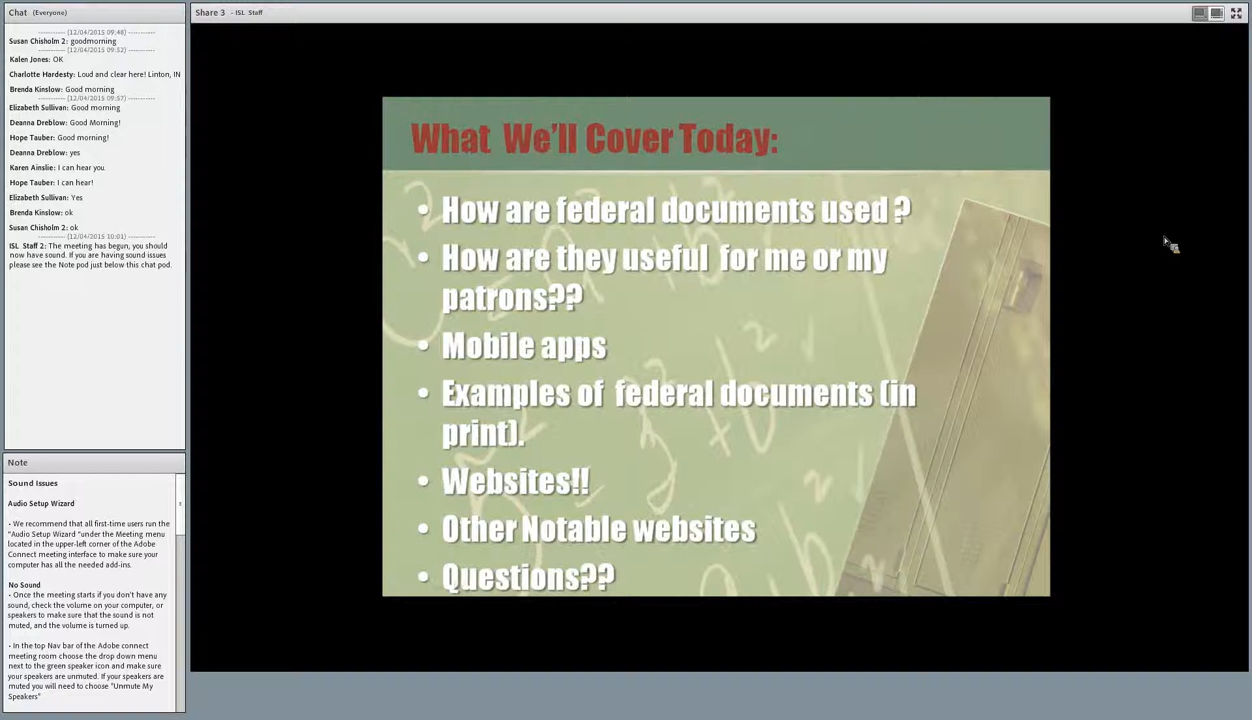 Chat (Everyone)
----------- (12/04/2015 09:48) -----------
Susan Chisholm 2: goodmorning
----------- (12/04/2015 09:52) -----------
Kalen Jones: OK
Charlotte Hardesty: Loud and clear here! Linton, IN
Brenda Kinslow: Good morning
----------- (12/04/2015 09:57) -----------
Elizabeth Sullivan: Good morning
Deanna Dreblow: Good Morning!
Hope Tauber: Good morning!
Deanna Dreblow: yes
Karen Ainslie: I can hear you.
Hope Tauber: I can hear!
Elizabeth Sullivan: Yes
Brenda Kinslow: ok
Susan Chisholm 2: ok
----------- (12/04/2015 10:01) -----------
ISL Staff 2: The meeting has begun, you should
now have sound. If you are having sound issues
please see the Note pod just below this chat pod.
Note
Sound Issues
Audio Setup Wizard
• We recommend that all first-time users run the
"Audio Setup Wizard "under the Meeting menu
located in the upper-left corner of the Adobe
Connect meeting interface to make sure your
computer has all the needed add-ins.
No Sound
• Once the meeting starts if you don't have any
sound, check the volume on your computer, or
speakers to make sure that the sound is not
muted, and the volume is turned up.
• In the top Nav bar of the Adobe connect
meeting room choose the drop down menu
next to the green speaker icon and make sure
your speakers are unmuted. If your speakers are
muted you will need to choose "Unmute My
Speakers"
Share 3 - ISL Staff
What We'll Cover Today:
• How are federal documents used ?
• How are they useful for me or my
patrons??
• Mobile apps
• Examples of federal documents (in
print).
• Websites!!
• Other Notable websites
• Questions??